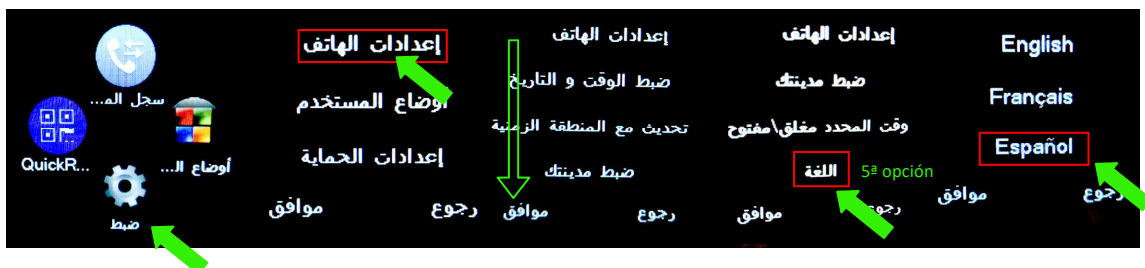 سجل الم...
QuickR...
أوضاع ال...
ضبط
إعدادات الهاتف
أوضاع المستخدم
إعدادات الحماية
رجوع موافق
إعدادات الهاتف
ضبط الوقت و التاريخ
تحديث مع المنطقة الزمنية
ضبط مدينتك
رجوع موافق
إعدادات الهاتف
ضبط مدينتك
وقت المحدد مغلق\مفتوح
اللغة
5ª opción
رجوع موافق
English
Français
Español
رجوع موافق